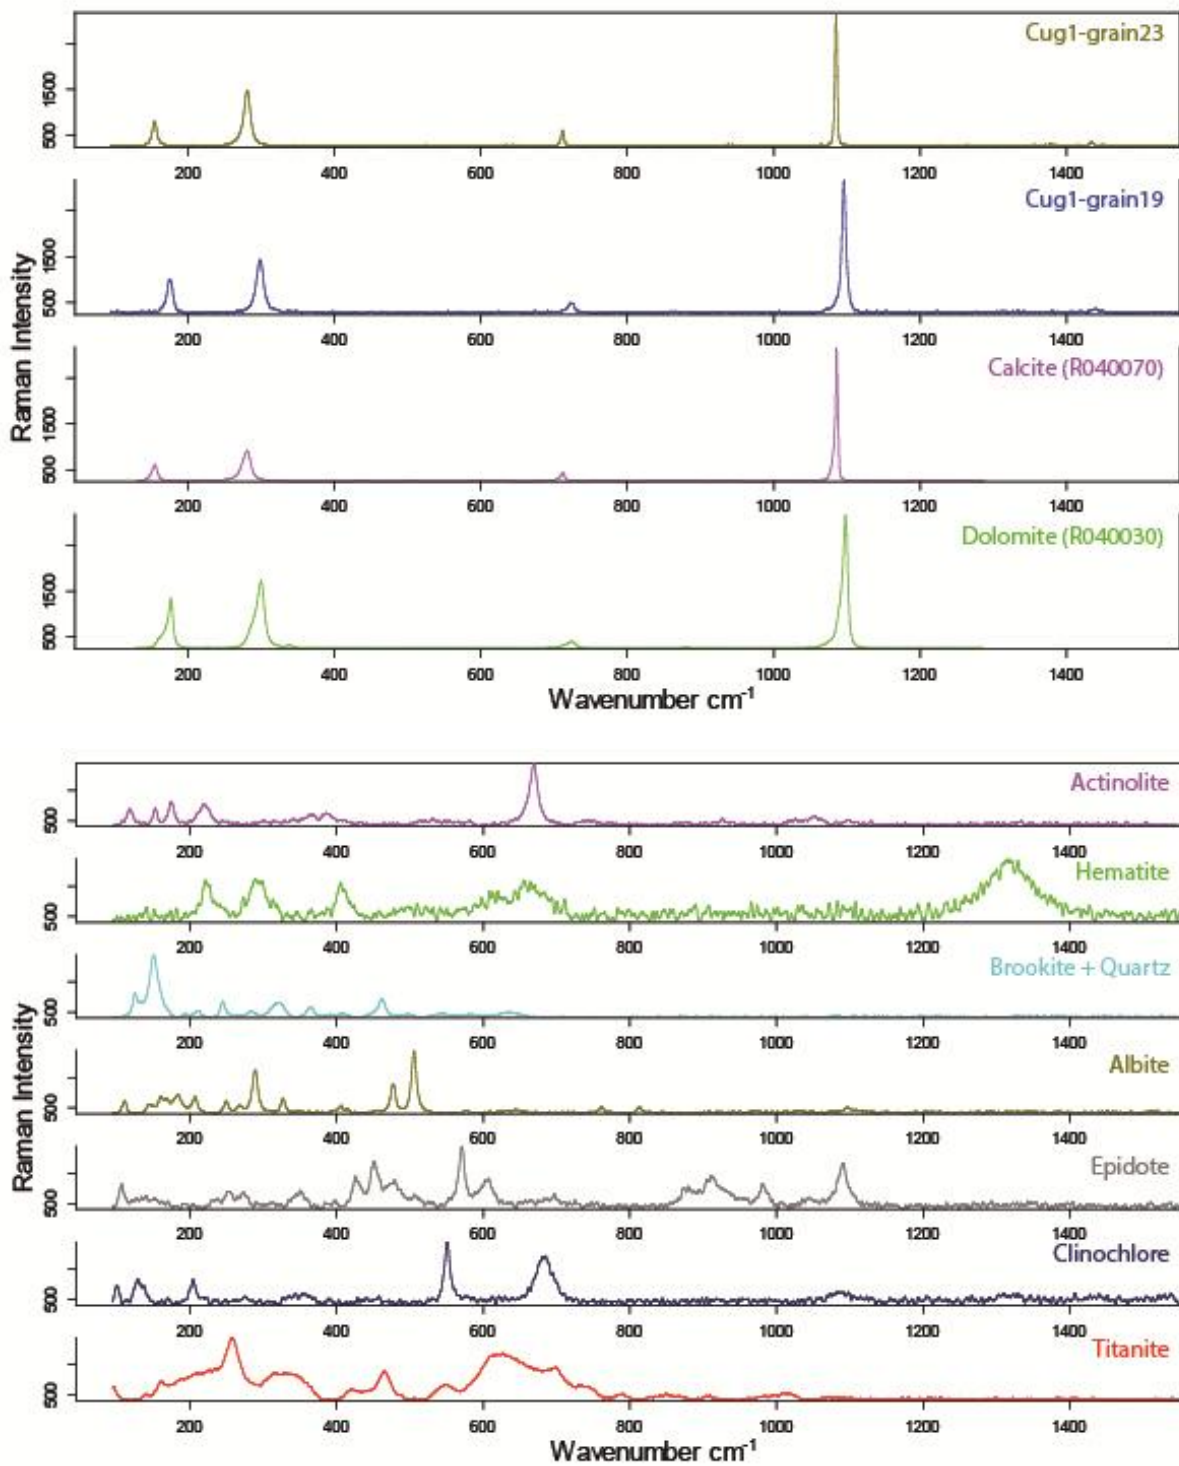 Cug1-grain23
1500
500
200 400 600 800 1000 1200 1400
Cug1-grain19
1500
500
200 400 600 800 1000 1200 1400
Calcite (R040070)
1500
500
200 400 600 800 1000 1200 1400
Dolomite (R040030)
1500
500
200 400 600 800 1000 1200 1400
Raman Intensity
Wavenumber cm-1
Actinolite
500
200 400 600 800 1000 1200 1400
Hematite
500
200 400 600 800 1000 1200 1400
Brookite + Quartz
500
200 400 600 800 1000 1200 1400
Albite
500
200 400 600 800 1000 1200 1400
Epidote
500
200 400 600 800 1000 1200 1400
Clinochlore
500
200 400 600 800 1000 1200 1400
Titanite
500
200 400 600 800 1000 1200 1400
Raman Intensity
Wavenumber cm-1